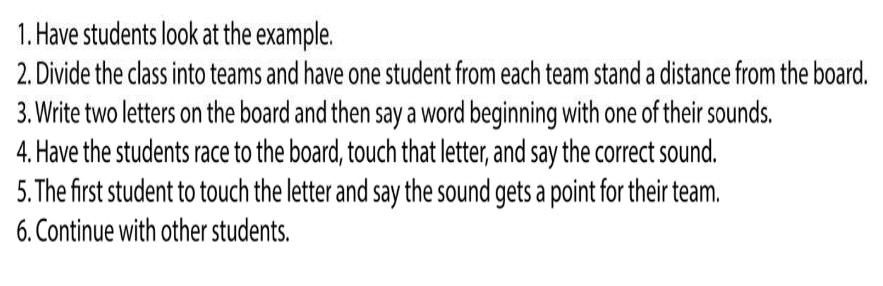 1. Have students look at the example.
2. Divide the class into teams and have one student from each team stand a distance from the board.
3. Write two letters on the board and then say a word beginning with one of their sounds.
4. Have the students race to the board, touch that letter, and say the correct sound.
5. The first student to touch the letter and say the sound gets a point for their team.
6. Continue with other students.